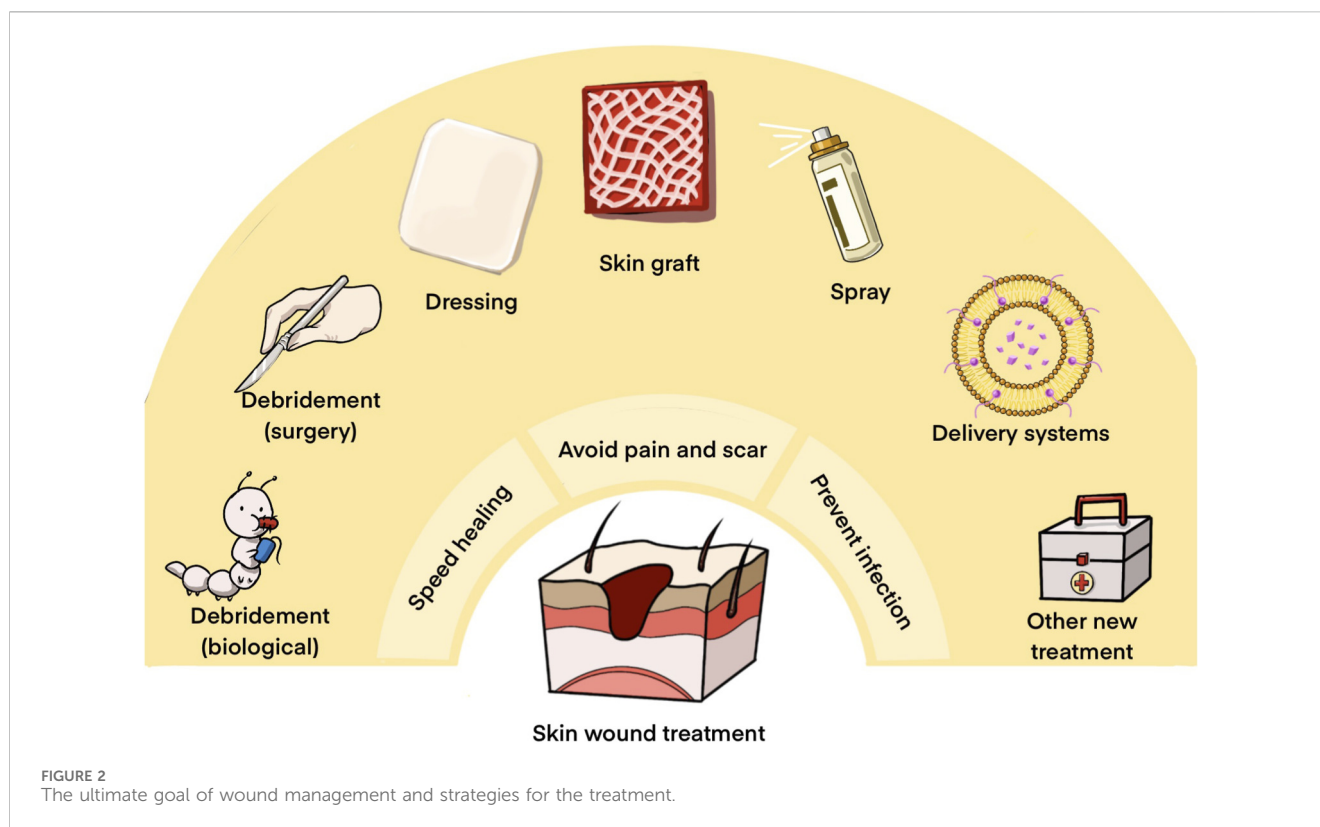 Skin graft
Spray
Dressing
Debridement
(surgery)
Delivery systems
Avoid pain and scar
Speed healing
Prevent infection
Debridement
(biological)
Other new
treatment
Skin wound treatment
FIGURE 2
The ultimate goal of wound management and strategies for the treatment.